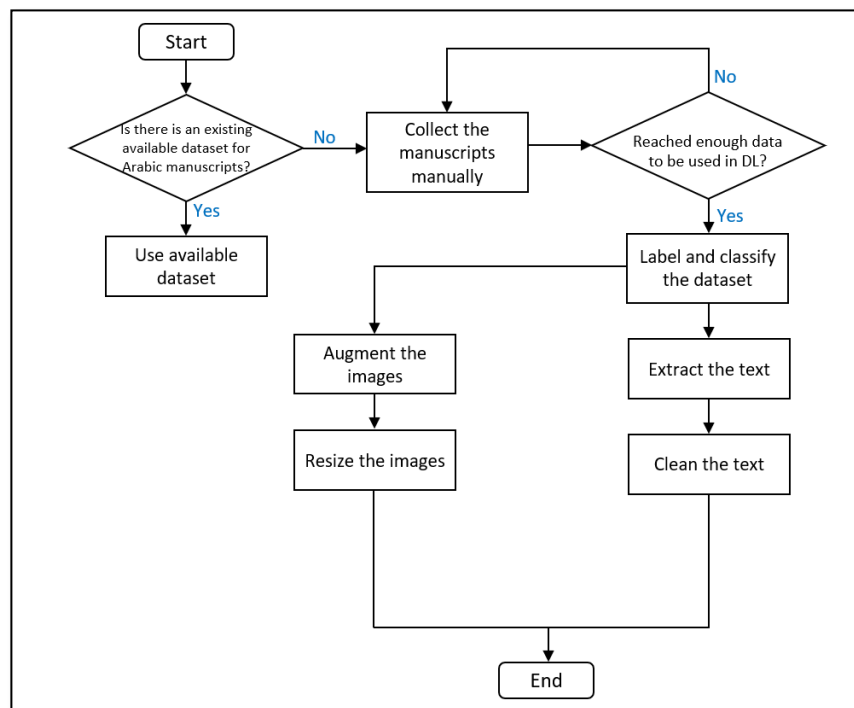 Start
Is there is an existing
available dataset for
Arabic manuscripts?
No
Yes
Use available
dataset
Collect the
manuscripts
manually
No
Reached enough data
to be used in DL?
Yes
Label and classify
the dataset
Augment the
images
Resize the images
Extract the text
Clean the text
End